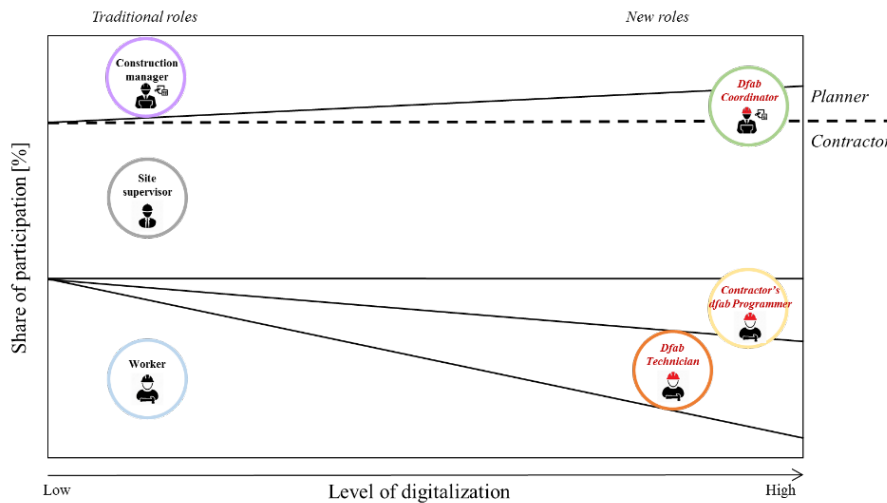 Traditional roles
New roles
Construction
manager
Dfab
Coordinator
Planner
Contractor
Site
supervisor
Share of participation [%]
Contractor's
dfab Programmer
Worker
Dfab
Technician
Low
Level of digitalization
High